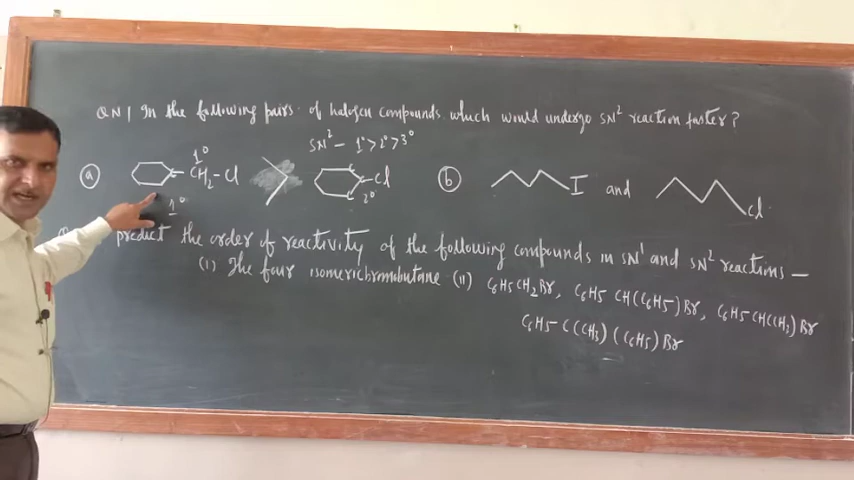 QN1 In the following pairs of halogen compounds which would undergo SN² reaction faster?
SN² - 1°>2°>3°
(a) 1° CH₂-Cl > Cl 2° (b) I and Cl
1°
predict the order of reactivity of the following compounds in SN¹ and SN² reactions —
(i) The four isomeric bromobutane (ii) C₆H₅CH₂Br, C₆H₅ CH(C₆H₅)Br, C₆H₅CH(CH₃)Br
C₆H₅-C(CH₃)(C₆H₅)Br